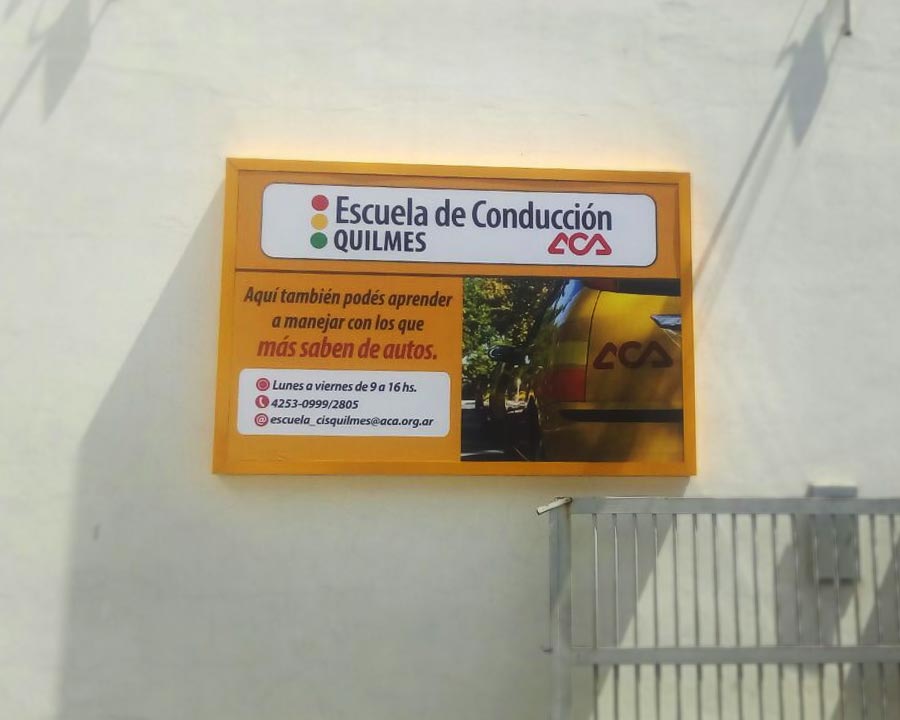 Escuela de Conducción
QUILMES ACA
Aquí también podés aprender
a manejar con los que
más saben de autos.
Lunes a viernes de 9 a 16 hs.
4253-0999/2805
@ escuela_cisquilmes@aca.org.ar
ACA